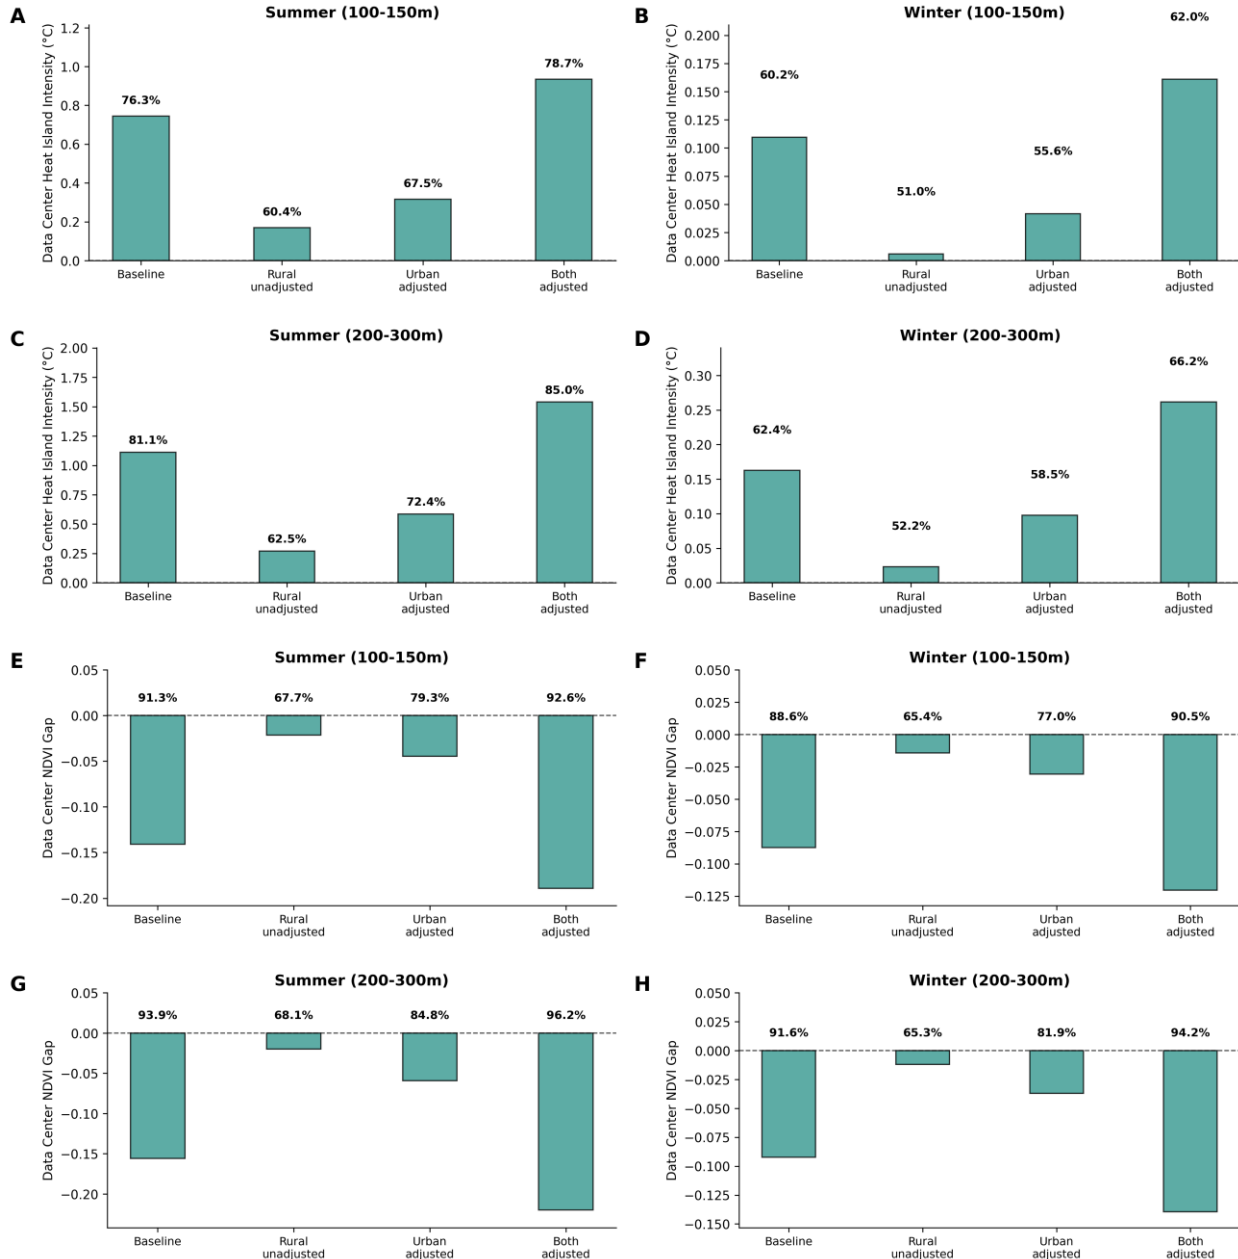 A
Summer (100-150m)
Data Center Heat Island Intensity (°C)
1.2
1.0
0.8
0.6
0.4
0.2
0.0
76.3%
60.4%
67.5%
78.7%
Baseline
Rural
unadjusted
Urban
adjusted
Both
adjusted
B
Winter (100-150m)
Data Center Heat Island Intensity (°C)
0.200
0.175
0.150
0.125
0.100
0.075
0.050
0.025
0.000
60.2%
51.0%
55.6%
62.0%
Baseline
Rural
unadjusted
Urban
adjusted
Both
adjusted
C
Summer (200-300m)
Data Center Heat Island Intensity (°C)
2.00
1.75
1.50
1.25
1.00
0.75
0.50
0.25
0.00
81.1%
62.5%
72.4%
85.0%
Baseline
Rural
unadjusted
Urban
adjusted
Both
adjusted
D
Winter (200-300m)
Data Center Heat Island Intensity (°C)
0.30
0.25
0.20
0.15
0.10
0.05
0.00
62.4%
52.2%
58.5%
66.2%
Baseline
Rural
unadjusted
Urban
adjusted
Both
adjusted
E
Summer (100-150m)
Data Center NDVI Gap
0.05
0.00
−0.05
−0.10
−0.15
−0.20
91.3%
67.7%
79.3%
92.6%
Baseline
Rural
unadjusted
Urban
adjusted
Both
adjusted
F
Winter (100-150m)
Data Center NDVI Gap
0.050
0.025
0.000
−0.025
−0.050
−0.075
−0.100
−0.125
88.6%
65.4%
77.0%
90.5%
Baseline
Rural
unadjusted
Urban
adjusted
Both
adjusted
G
Summer (200-300m)
Data Center NDVI Gap
0.05
0.00
−0.05
−0.10
−0.15
−0.20
93.9%
68.1%
84.8%
96.2%
Baseline
Rural
unadjusted
Urban
adjusted
Both
adjusted
H
Winter (200-300m)
Data Center NDVI Gap
0.050
0.025
0.000
−0.025
−0.050
−0.075
−0.100
−0.125
−0.150
91.6%
65.3%
81.9%
94.2%
Baseline
Rural
unadjusted
Urban
adjusted
Both
adjusted